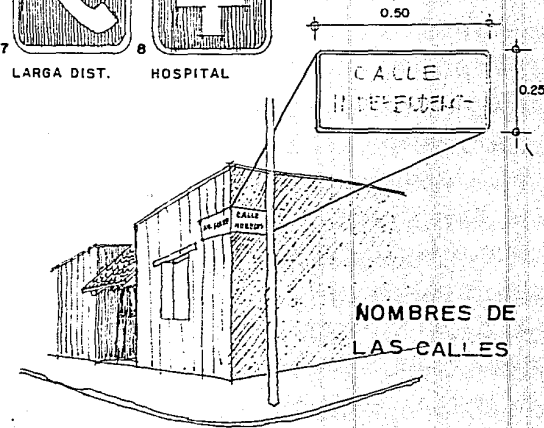 7
LARGA DIST.
8
HOSPITAL
0.50
0.25
CALLE
CALLE
NOMBRES DE
LAS CALLES